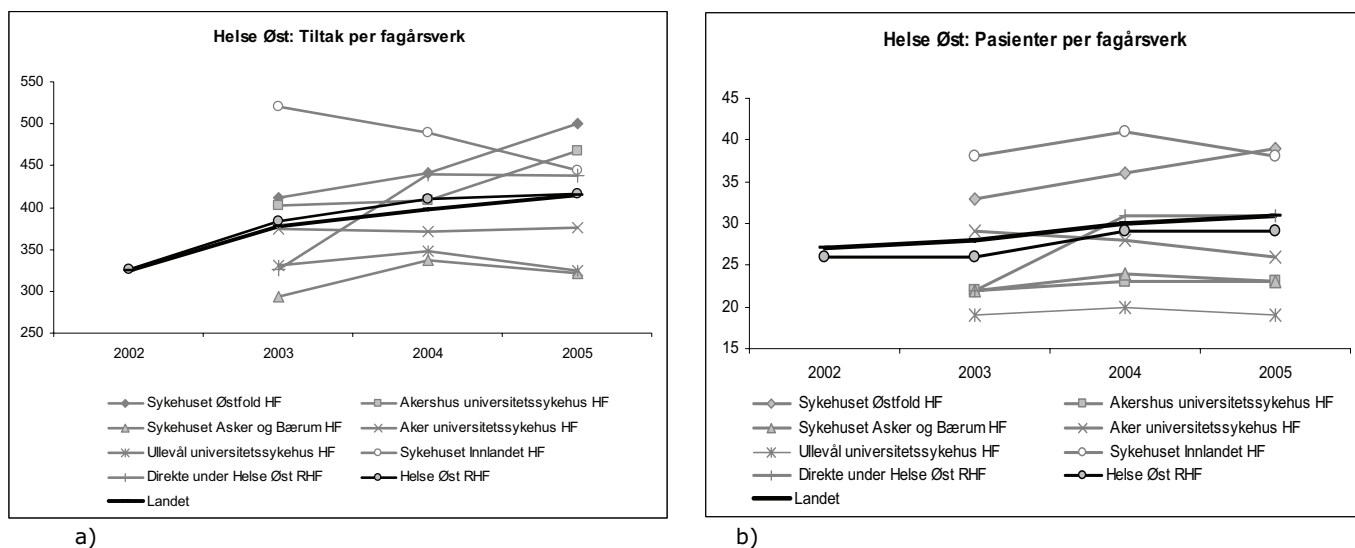 Helse Øst: Tiltak per fagårsverk
550
500
450
400
350
300
250
2002 2003 2004 2005
Sykehuset Østfold HF Akershus universitetssykehus HF
Sykehuset Asker og Bærum HF Aker universitetssykehus HF
Ullevål universitetssykehus HF Sykehuset Innlandet HF
Direkte under Helse Øst RHF Helse Øst RHF
Landet
a)
Helse Øst: Pasienter per fagårsverk
45
40
35
30
25
20
15
2002 2003 2004 2005
Sykehuset Østfold HF Akershus universitetssykehus HF
Sykehuset Asker og Bærum HF Aker universitetssykehus HF
Ullevål universitetssykehus HF Sykehuset Innlandet HF
Direkte under Helse Øst RHF Helse Øst RHF
Landet
b)